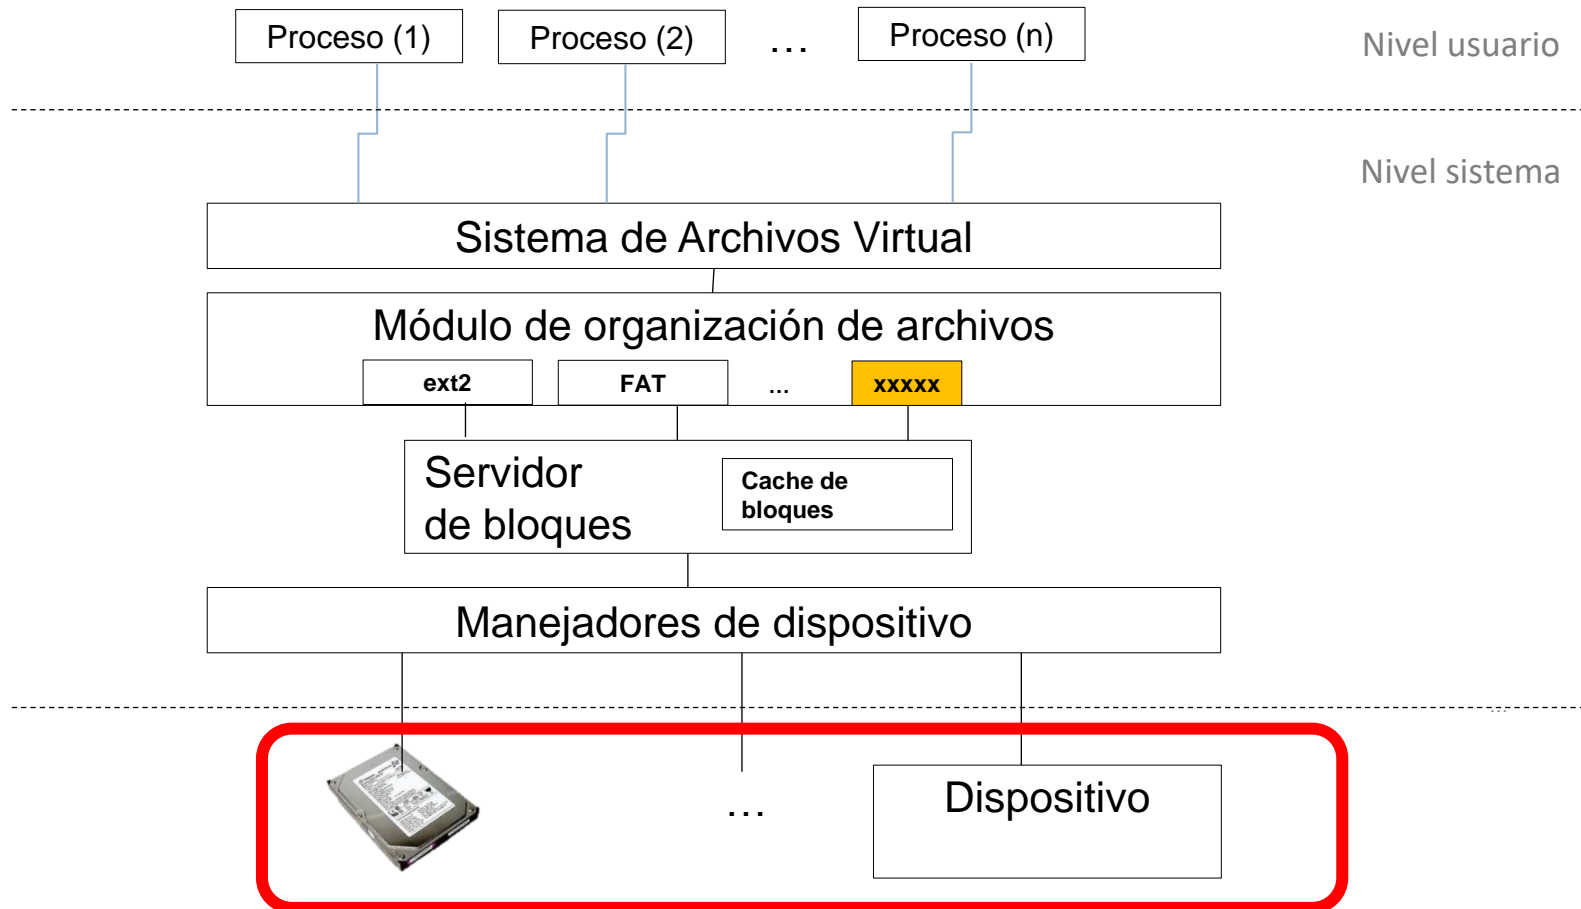 Proceso (1)
Proceso (2)
...
Proceso (n)
Nivel usuario
Nivel sistema
Sistema de Archivos Virtual
Módulo de organización de archivos
ext2
FAT
...
xxxxx
Servidor
de bloques
Cache de
bloques
Manejadores de dispositivo
...
...
Dispositivo